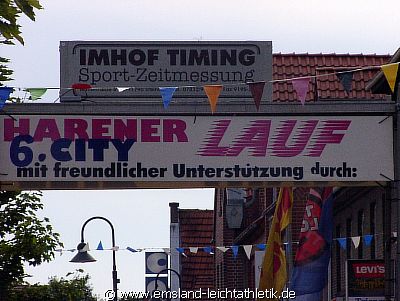 IMHOF TIMING
Sport-Zeitmessung
HARENER LAUF
6. CITY
mit freundlicher Unterstützung durch:
LEVI'S
© www.emsland-leichtathletik.de